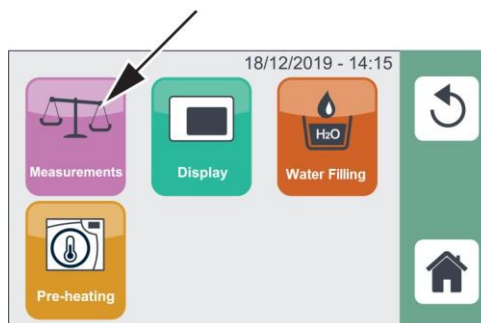 18/12/2019 - 14:15
H2O
Measurements
Display
Water Filling
Pre-heating